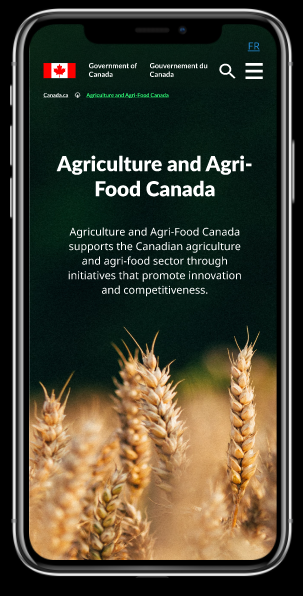 FR
Government of Gouvernement du
Canada Canada
Canada.ca Agriculture and Agri-Food Canada
Agriculture and Agri-
Food Canada
Agriculture and Agri-Food Canada
supports the Canadian agriculture
and agri-food sector through
initiatives that promote innovation
and competitiveness.